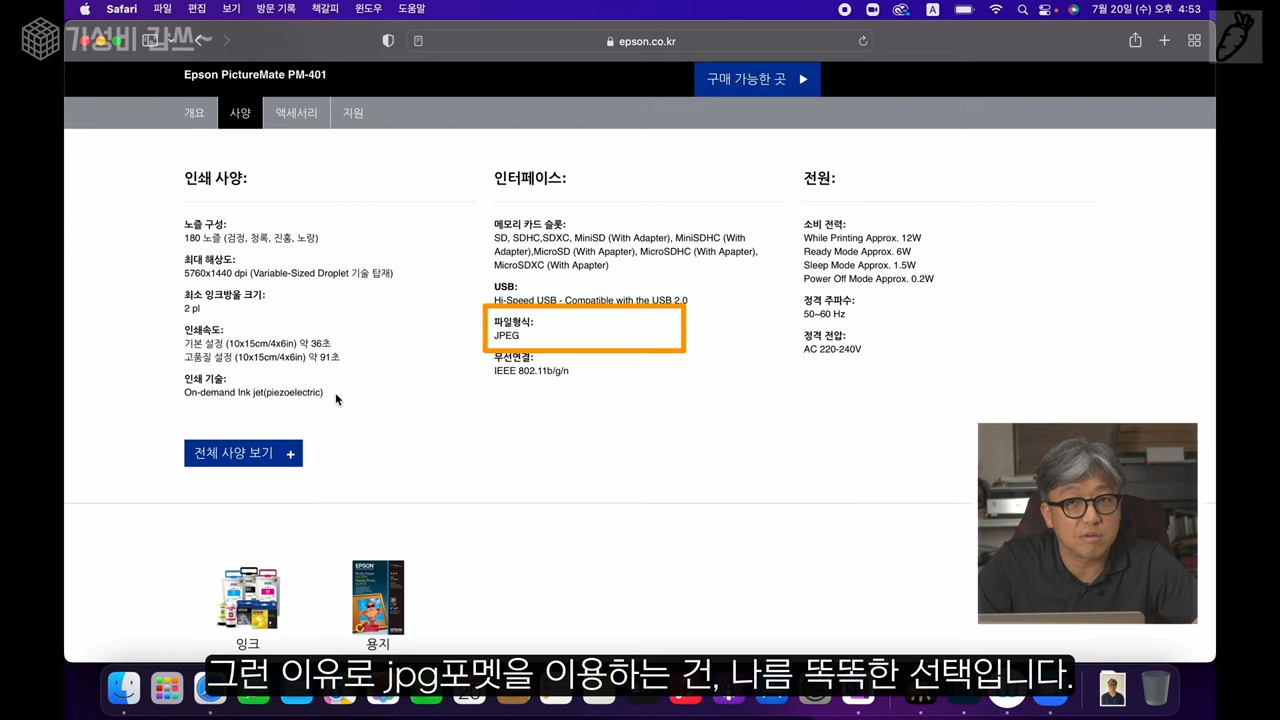 Safari 파일 편집 보기 방문 기록 책갈피 윈도우 도움말
A
7월 20일 (수) 오후 4:53
가성비 갑쓰~
epson.co.kr
Epson PictureMate PM-401
구매 가능한 곳
개요 사양 액세서리 지원
인쇄 사양:
노즐 구성:
180 노즐 (검정, 청록, 진홍, 노랑)
최대 해상도:
5760x1440 dpi (Variable-Sized Droplet 기술 탑재)
최소 잉크방울 크기:
2 pl
인쇄속도:
기본 설정 (10x15cm/4x6in) 약 36초
고품질 설정 (10x15cm/4x6in) 약 91초
인쇄 기술:
On-demand Ink jet(piezoelectric)
전체 사양 보기 +
인터페이스:
메모리 카드 슬롯:
SD, SDHC,SDXC, MiniSD (With Adapter), MiniSDHC (With
Adapter),MicroSD (With Apapter), MicroSDHC (With Apapter),
MicroSDXC (With Apapter)
USB:
Hi-Speed USB - Compatible with the USB 2.0
파일형식:
JPEG
무선연결:
IEEE 802.11b/g/n
전원:
소비 전력:
While Printing Approx. 12W
Ready Mode Approx. 6W
Sleep Mode Approx. 1.5W
Power Off Mode Approx. 0.2W
정격 주파수:
50~60 Hz
정격 전압:
AC 220-240V
EPSON
잉크
용지
그런 이유로 jpg포멧을 이용하는 건, 나름 똑똑한 선택입니다.